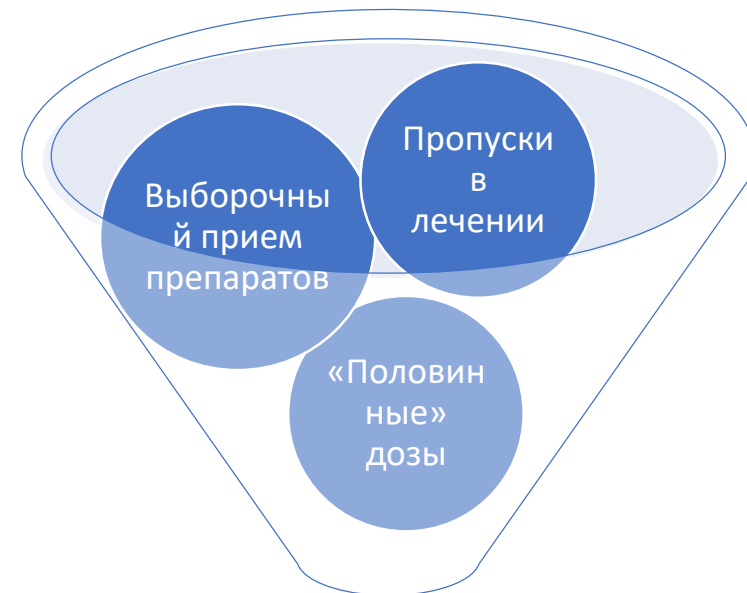 Выборочны
й прием
препаратов
Пропуски
в
лечении
«Половин
ные»
дозы